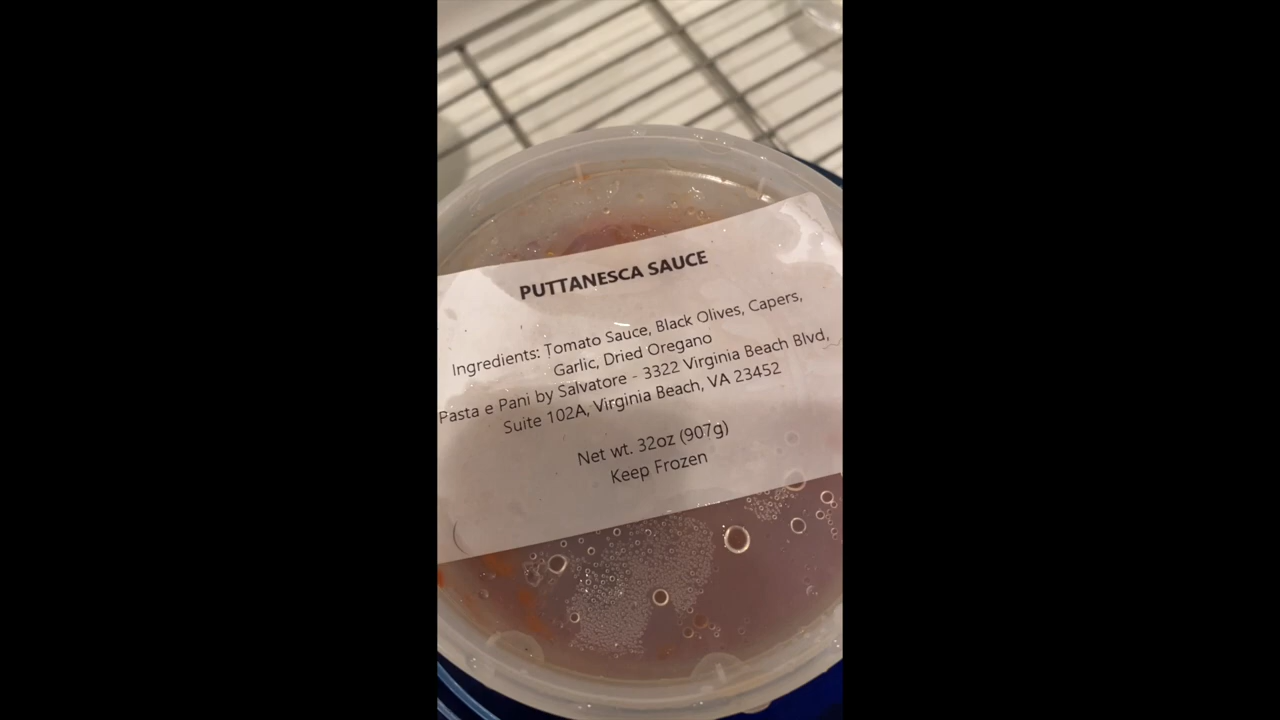 PUTTANESCA SAUCE
Ingredients: Tomato Sauce, Black Olives, Capers,
Garlic, Dried Oregano
Pasta e Pani by Salvatore - 3322 Virginia Beach Blvd,
Suite 102A, Virginia Beach, VA 23452
Net wt. 32oz (907g)
Keep Frozen